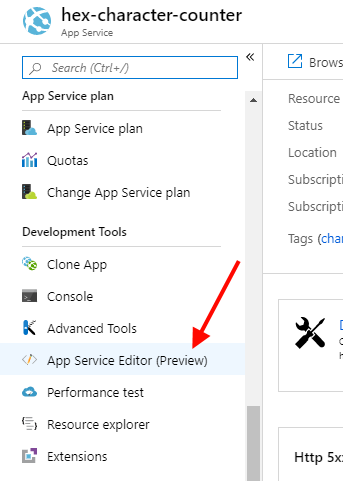 hex-character-counter
App Service
Search (Ctrl+/)
App Service plan
App Service plan
Quotas
Change App Service plan
Development Tools
Clone App
Console
Advanced Tools
App Service Editor (Preview)
Performance test
Resource explorer
Extensions
Brows
Resource
Status
Location
Subscripti
Subscripti
Tags (char
Http 5x